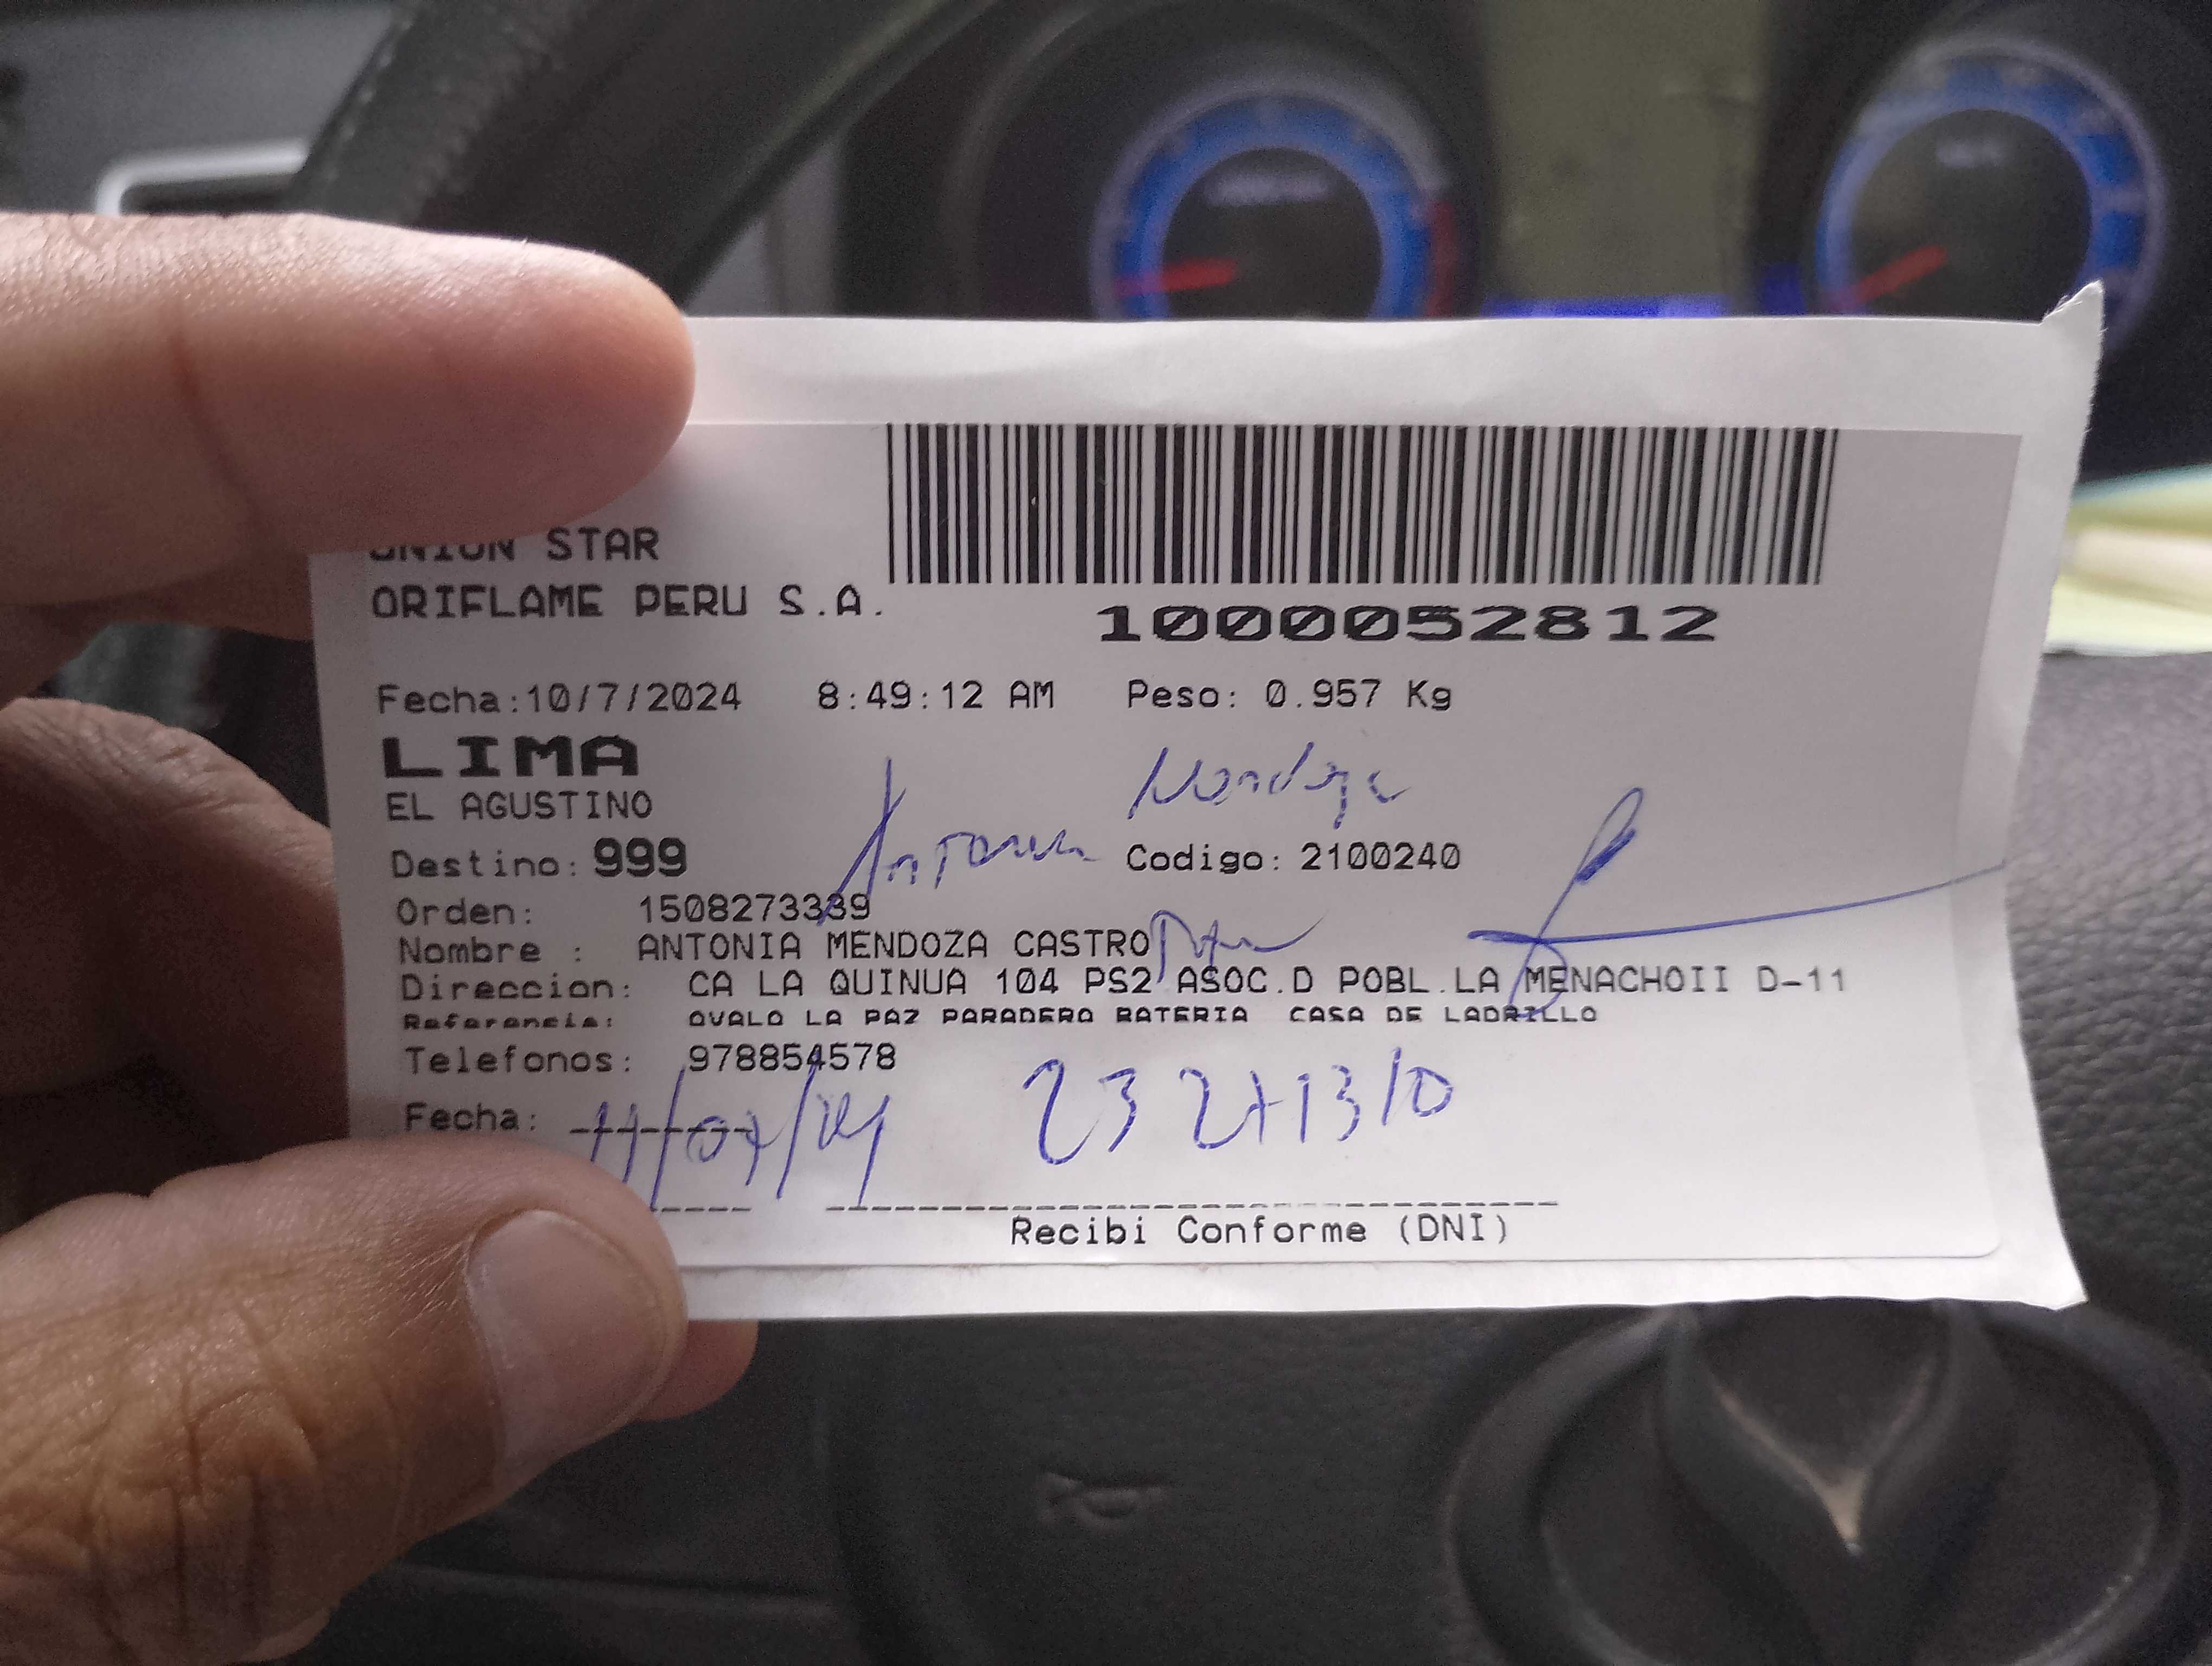 UNION STAR
ORIFLAME PERU S.A.
1000052812
Fecha:10/7/2024 8:49:12 AM Peso: 0.957 Kg
LIMA
EL AGUSTINO
Mendoza
Antonia
Destino: 999 Codigo: 2100240
Orden: 1508273339
Nombre : ANTONIA MENDOZA CASTRO
Direccion: CA LA QUINUA 104 PS2 ASOC.D POBL.LA MENACHOII D-11
Referencia: OVALO LA PAZ PARADERO BATERIA CASA DE LADRILLO
Telefonos: 978854578
Fecha: 11/07/24
Recibi Conforme (DNI)